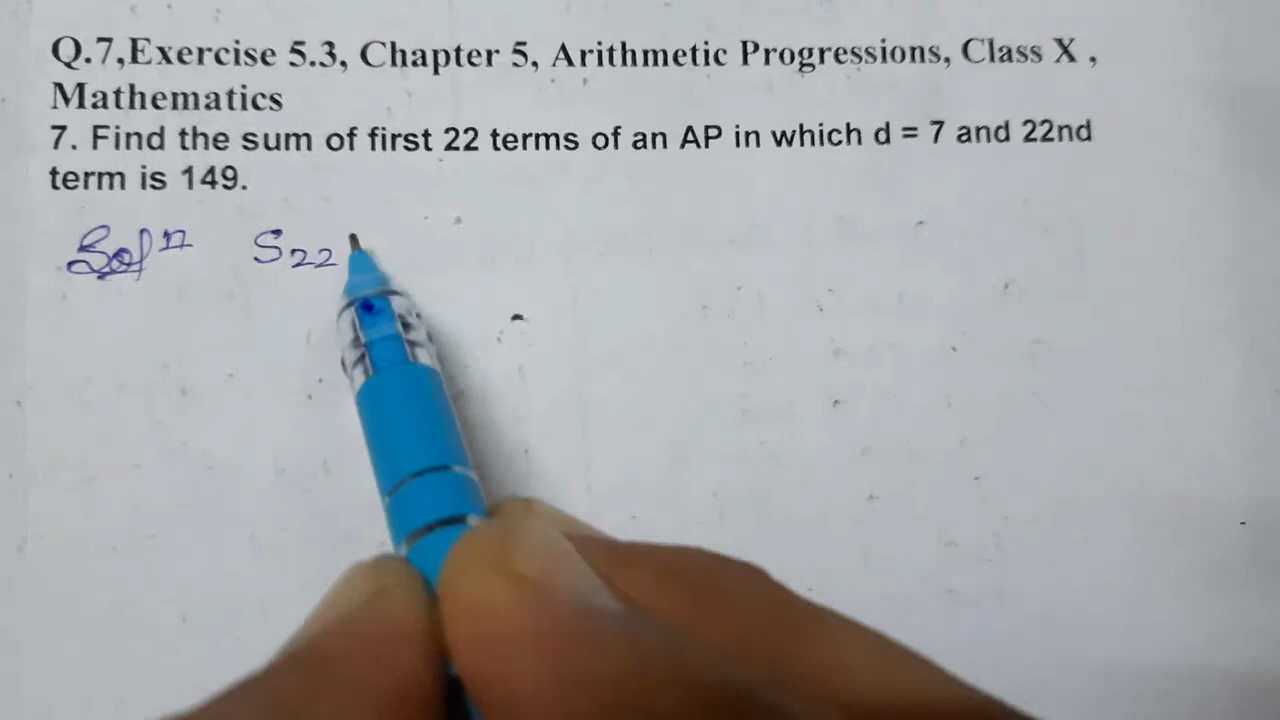 Q.7,Exercise 5.3, Chapter 5, Arithmetic Progressions, Class X ,
Mathematics
7. Find the sum of first 22 terms of an AP in which d = 7 and 22nd
term is 149.
Solⁿ S₂₂